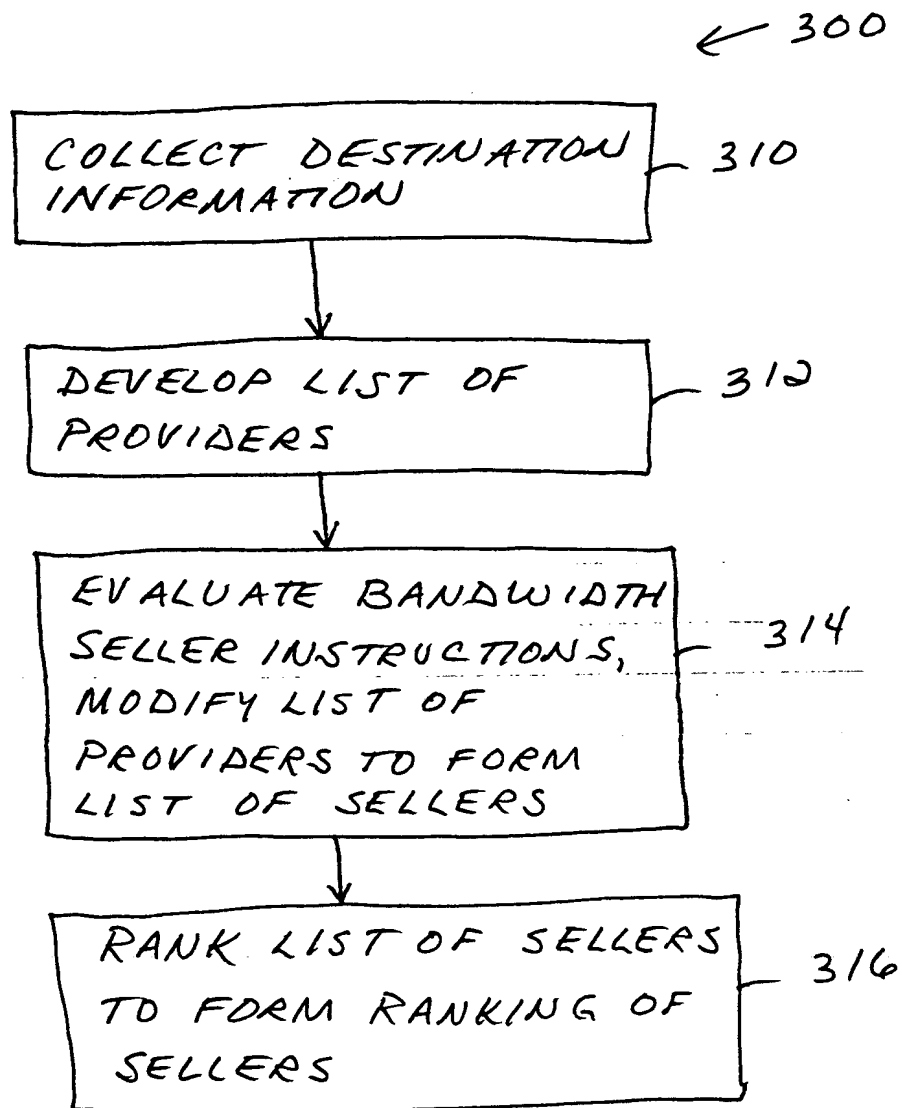 300
COLLECT DESTINATION
INFORMATION
310
DEVELOP LIST OF
PROVIDERS
312
EVALUATE BANDWIDTH
SELLER INSTRUCTIONS,
MODIFY LIST OF
PROVIDERS TO FORM
LIST OF SELLERS
314
RANK LIST OF SELLERS
TO FORM RANKING OF
SELLERS
316